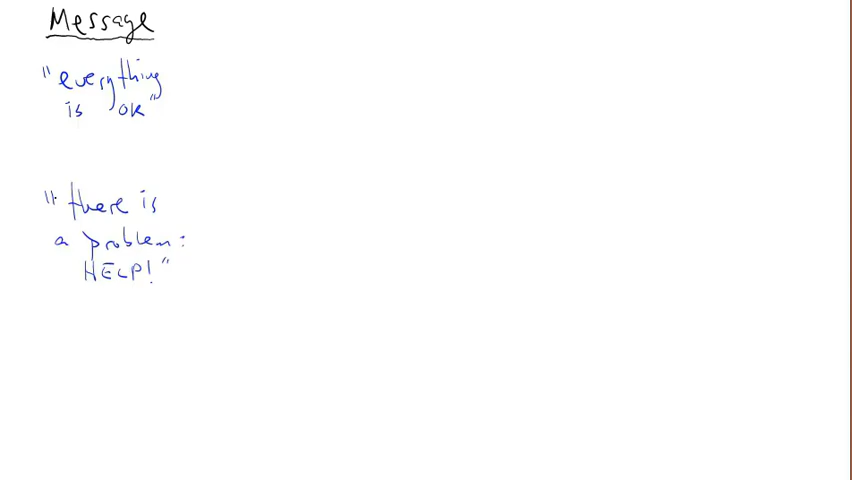 Message
"everything
is ok"
"there is
a problem:
HELP!"